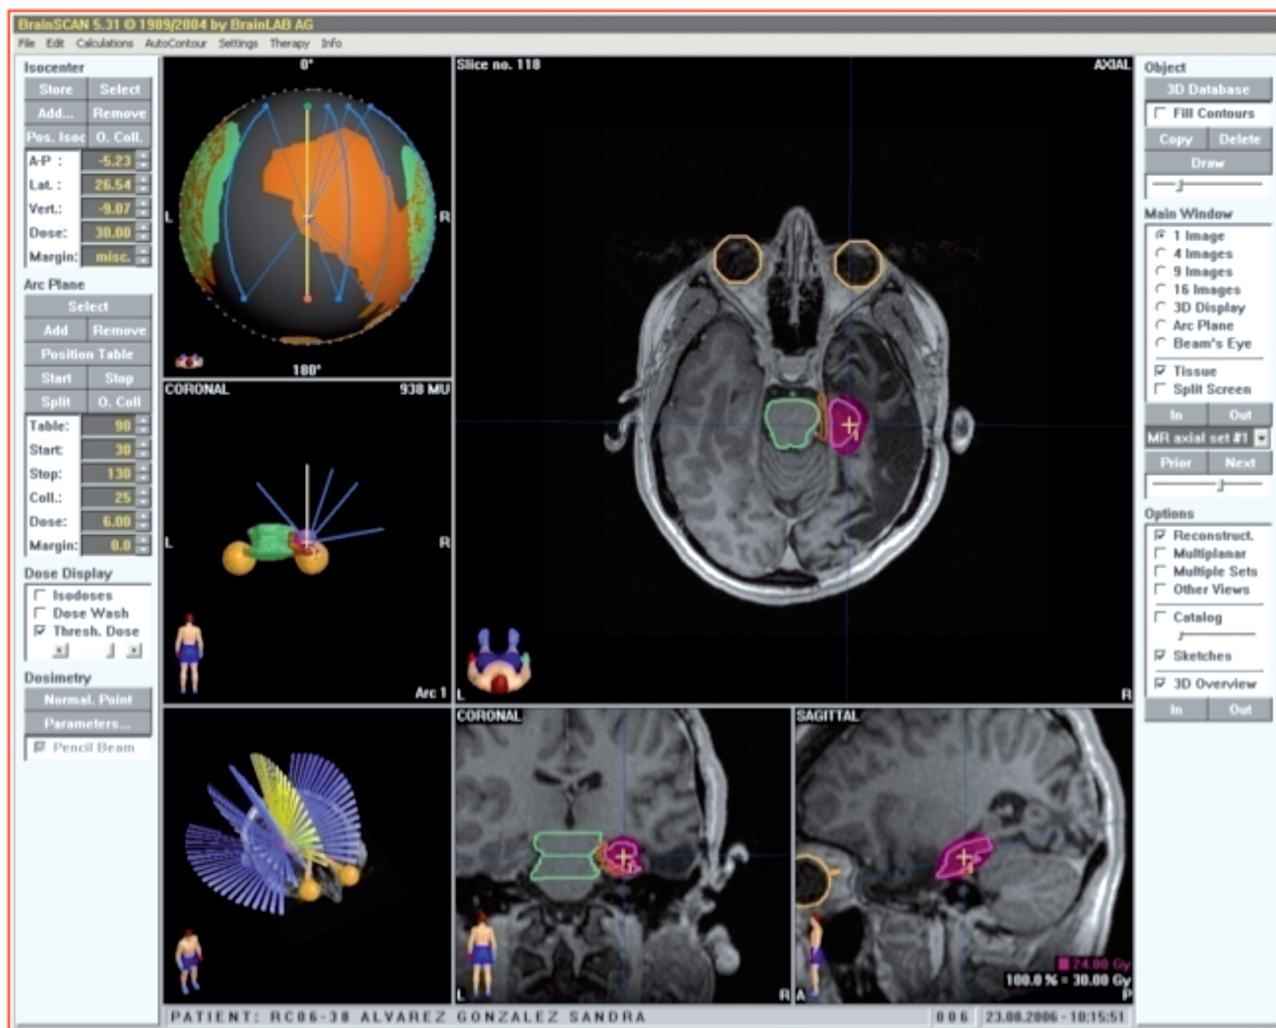 BrainSCAN 5.31 © 1989/2004 by BrainLAB AG
File Edit Calculations AutoContour Settings Therapy Info
Isocenter
Store Select
Add... Remove
Pos. Isoc O. Coll.
A-P : -5.23
Lat. : 26.54
Vert.: -9.07
Dose: 30.00
Margin: misc.
Arc Plane
Select
Add Remove
Position Table
Start Stop
Split O. Coll
Table: 90
Start: 30
Stop: 130
Coll.: 25
Dose: 6.00
Margin: 0.0
Dose Display
Isodoses
Dose Wash
Thresh. Dose
Dosimetry
Normal. Point
Parameters...
Pencil Beam
0°
L R
180°
CORONAL 938 MU
L R
Arc 1
Slice no. 118 AXIAL
L R
CORONAL
L R
SAGITTAL
24.00 Gy
100.0 % = 30.00 Gy
A P
Object
3D Database
Fill Contours
Copy Delete
Draw
Main Window
1 Image
4 Images
9 Images
16 Images
3D Display
Arc Plane
Beam's Eye
Tissue
Split Screen
In Out
MR axial set #1
Prior Next
Options
Reconstruct.
Multiplanar
Multiple Sets
Other Views
Catalog
Sketches
3D Overview
In Out
PATIENT: RC06-38 ALVAREZ GONZALEZ SANDRA 006 23.08.2006 - 10:15:51